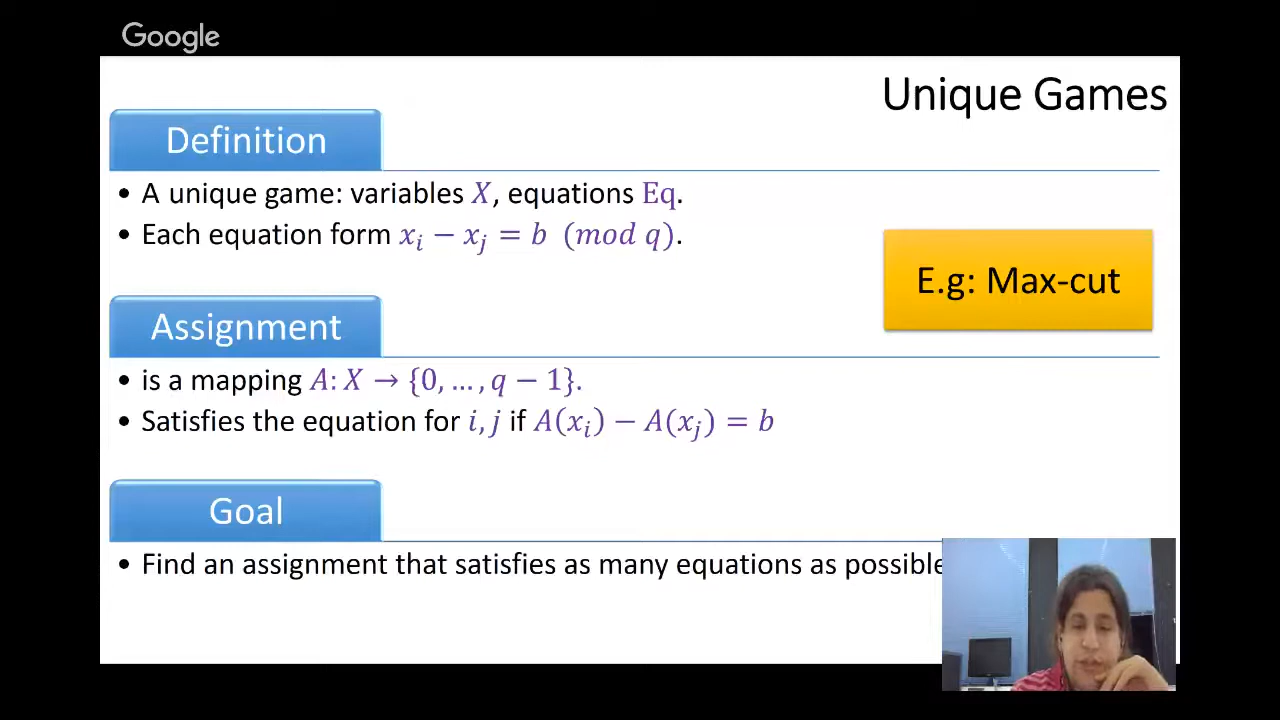 Google
Unique Games
Definition
• A unique game: variables X, equations Eq.
• Each equation form x_i − x_j = b (mod q).
E.g: Max-cut
Assignment
• is a mapping A: X → {0, … , q − 1}.
• Satisfies the equation for i, j if A(x_i) − A(x_j) = b
Goal
• Find an assignment that satisfies as many equations as possible